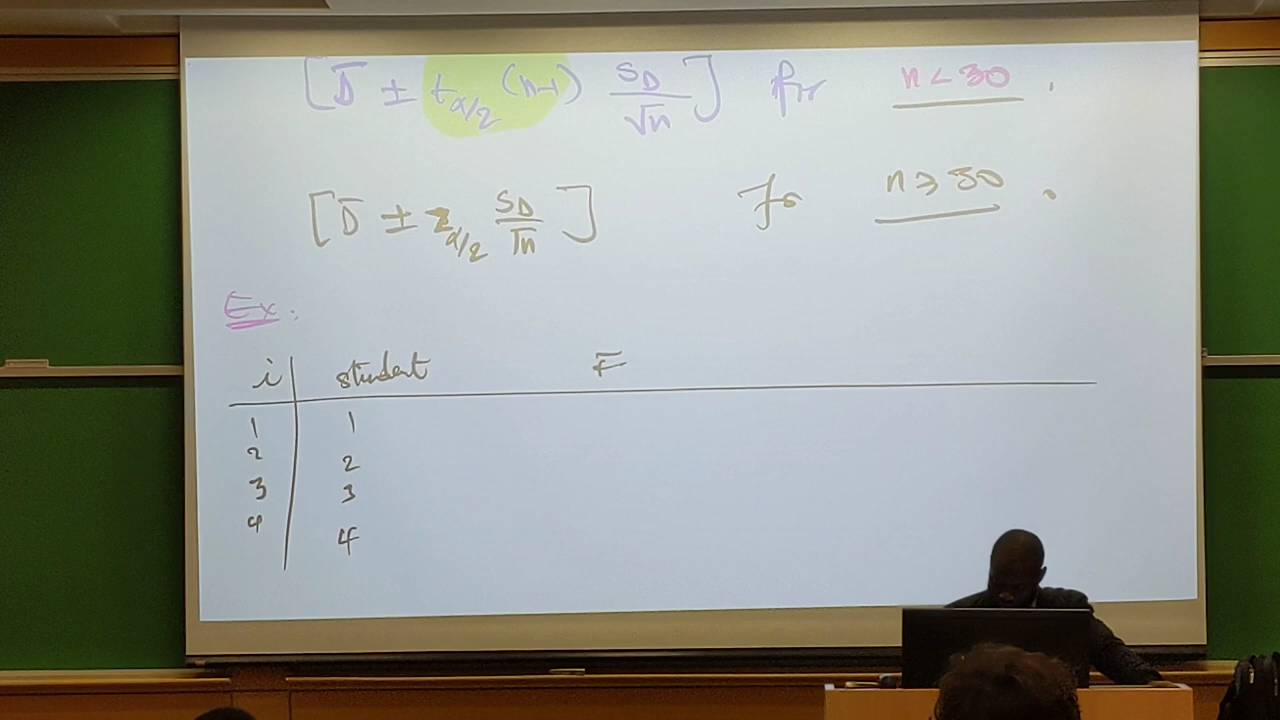 [D̄ ± t_{α/2} (n-1) S_D/√n] for n < 30 .
[D̄ ± z_{α/2} S_D/√n] for n ≥ 30 .
Ex:
i student F
1 1
2 2
3 3
4 4